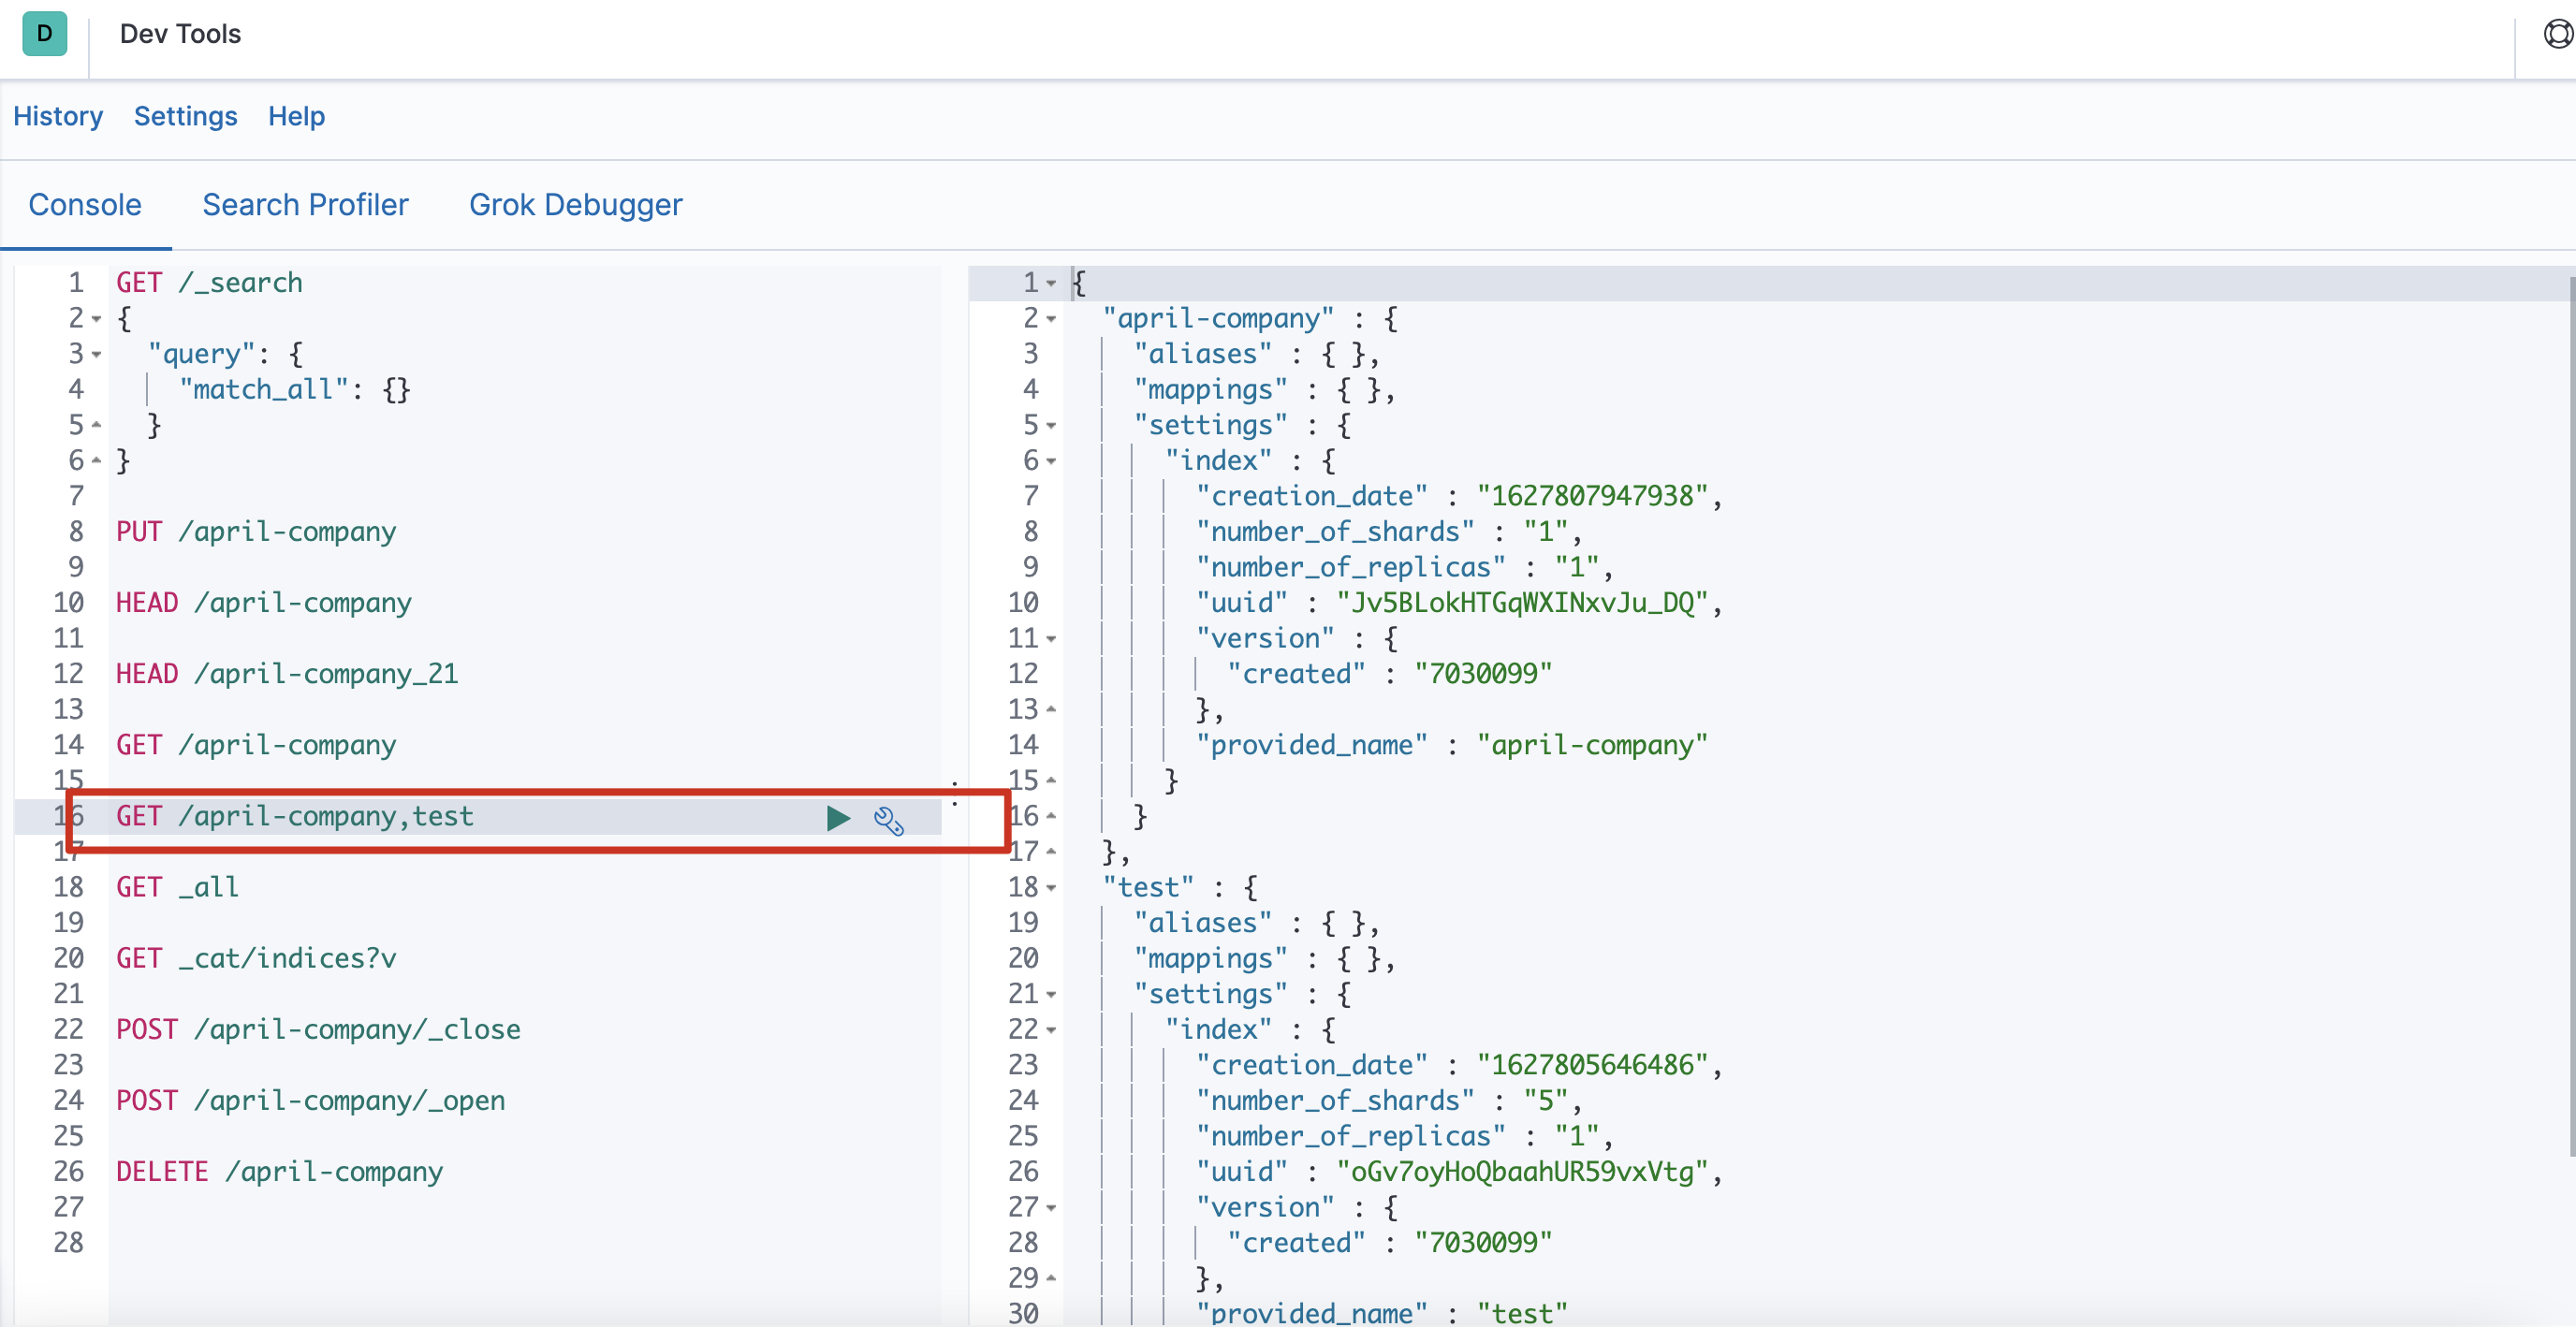 D
Dev Tools
History Settings Help
Console Search Profiler Grok Debugger
1 GET /_search
2 {
3 "query": {
4 "match_all": {}
5 }
6 }
7
8 PUT /april-company
9
10 HEAD /april-company
11
12 HEAD /april-company_21
13
14 GET /april-company
15
16 GET /april-company,test
17
18 GET _all
19
20 GET _cat/indices?v
21
22 POST /april-company/_close
23
24 POST /april-company/_open
25
26 DELETE /april-company
27
28
1 {
2 "april-company" : {
3 "aliases" : { },
4 "mappings" : { },
5 "settings" : {
6 "index" : {
7 "creation_date" : "1627807947938",
8 "number_of_shards" : "1",
9 "number_of_replicas" : "1",
10 "uuid" : "Jv5BLokHTGqWXINxvJu_DQ",
11 "version" : {
12 "created" : "7030099"
13 },
14 "provided_name" : "april-company"
15 }
16 }
17 },
18 "test" : {
19 "aliases" : { },
20 "mappings" : { },
21 "settings" : {
22 "index" : {
23 "creation_date" : "1627805646486",
24 "number_of_shards" : "5",
25 "number_of_replicas" : "1",
26 "uuid" : "oGv7oyHoQbaahUR59vxVtg",
27 "version" : {
28 "created" : "7030099"
29 },
30 "provided_name" : "test"